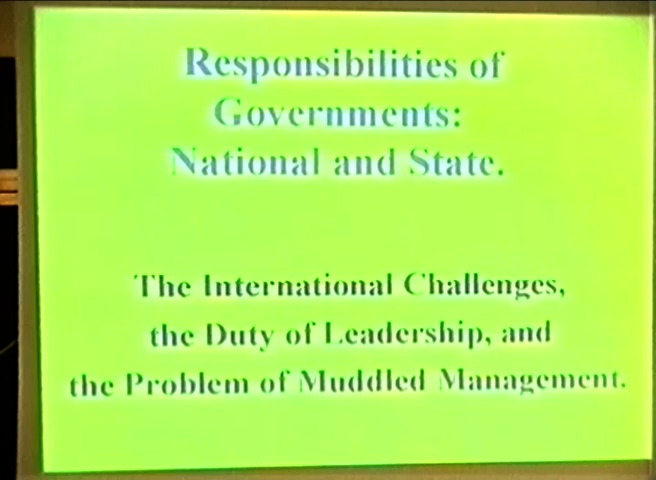 Responsibilities of
Governments:
National and State.
The International Challenges,
the Duty of Leadership, and
the Problem of Muddled Management.